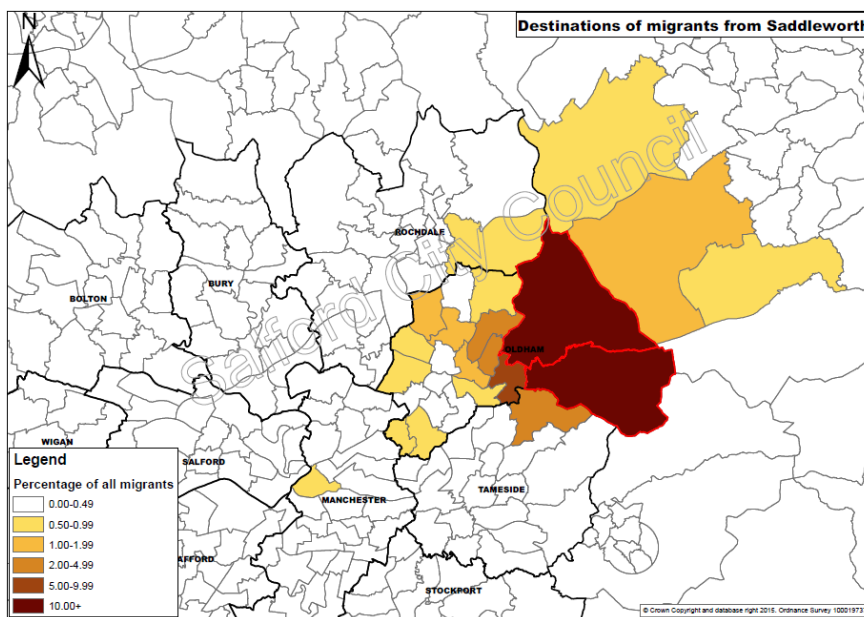 Destinations of migrants from Saddleworth
N
Salford City Council
ROCHDALE
BURY
BOLTON
OLDHAM
WIGAN
SALFORD
MANCHESTER
TAMESIDE
AFFORD
STOCKPORT
Legend
Percentage of all migrants
0.00-0.49
0.50-0.99
1.00-1.99
2.00-4.99
5.00-9.99
10.00+
© Crown Copyright and database right 2015. Ordnance Survey 10001973